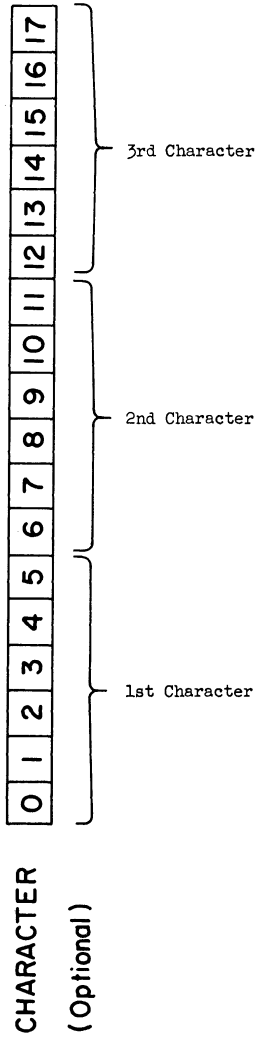 CHARACTER
(Optional)
0 1 2 3 4 5 6 7 8 9 10 11 12 13 14 15 16 17
1st Character
2nd Character
3rd Character